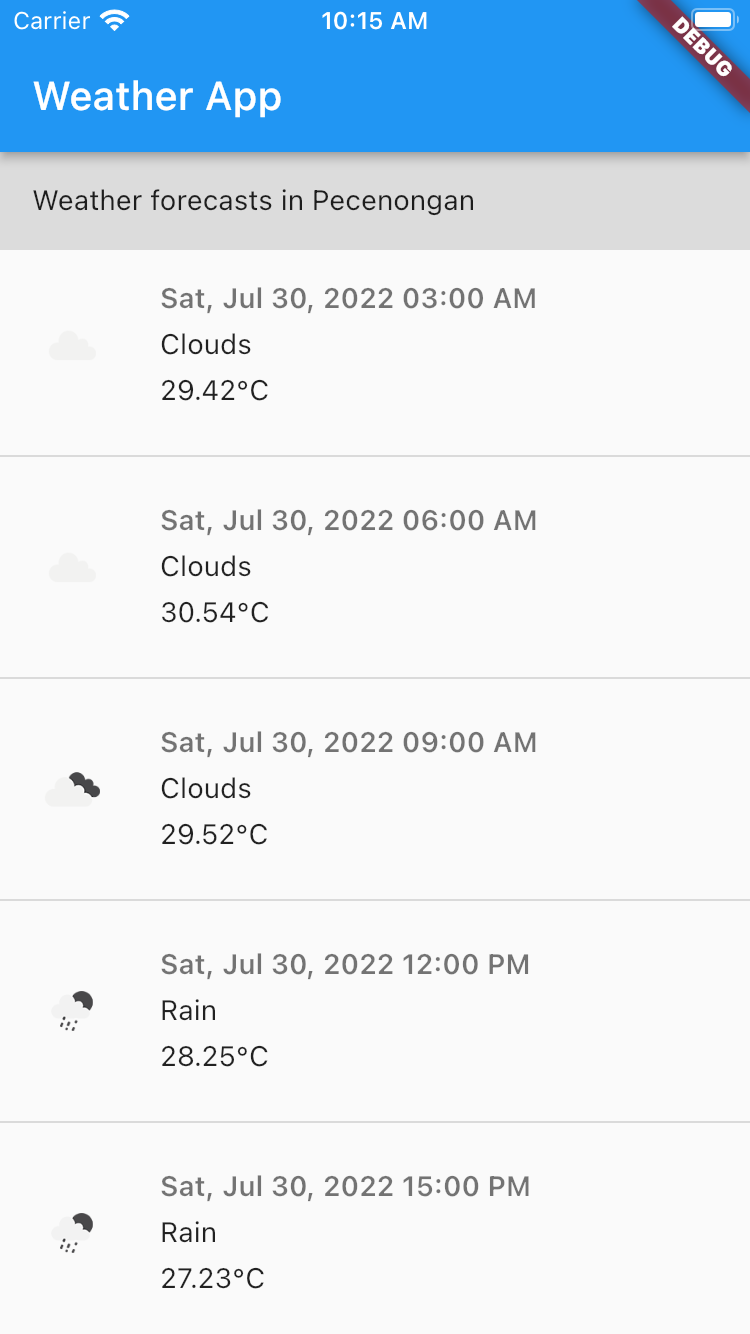 Carrier 10:15 AM
DEBUG
Weather App
Weather forecasts in Pecenongan
Sat, Jul 30, 2022 03:00 AM
Clouds
29.42°C
Sat, Jul 30, 2022 06:00 AM
Clouds
30.54°C
Sat, Jul 30, 2022 09:00 AM
Clouds
29.52°C
Sat, Jul 30, 2022 12:00 PM
Rain
28.25°C
Sat, Jul 30, 2022 15:00 PM
Rain
27.23°C